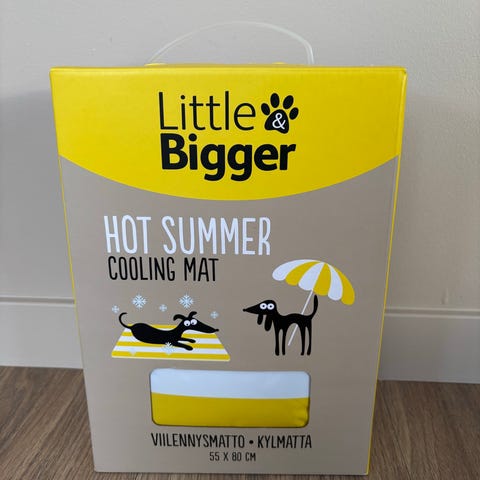 Little &
Bigger
HOT SUMMER
COOLING MAT
VIILENNYSMATTO • KYLMATTA
55 X 80 CM